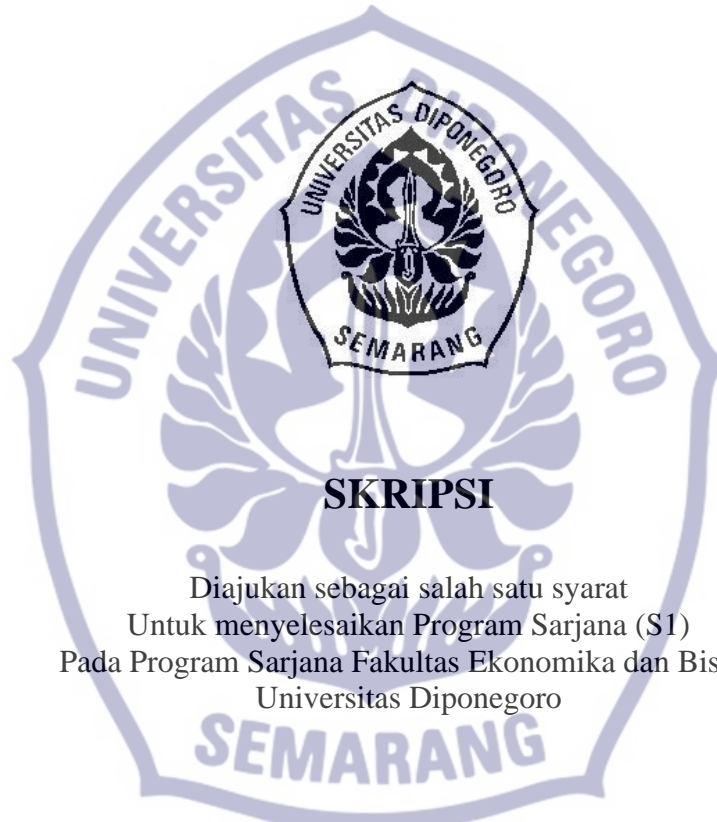 UNIVERSITAS DIPONEGORO
SEMARANG
UNIVERSITAS DIPONEGORO
SEMARANG
SKRIPSI
Diajukan sebagai salah satu syarat
Untuk menyelesaikan Program Sarjana (S1)
Pada Program Sarjana Fakultas Ekonomika dan Bis
Universitas Diponegoro